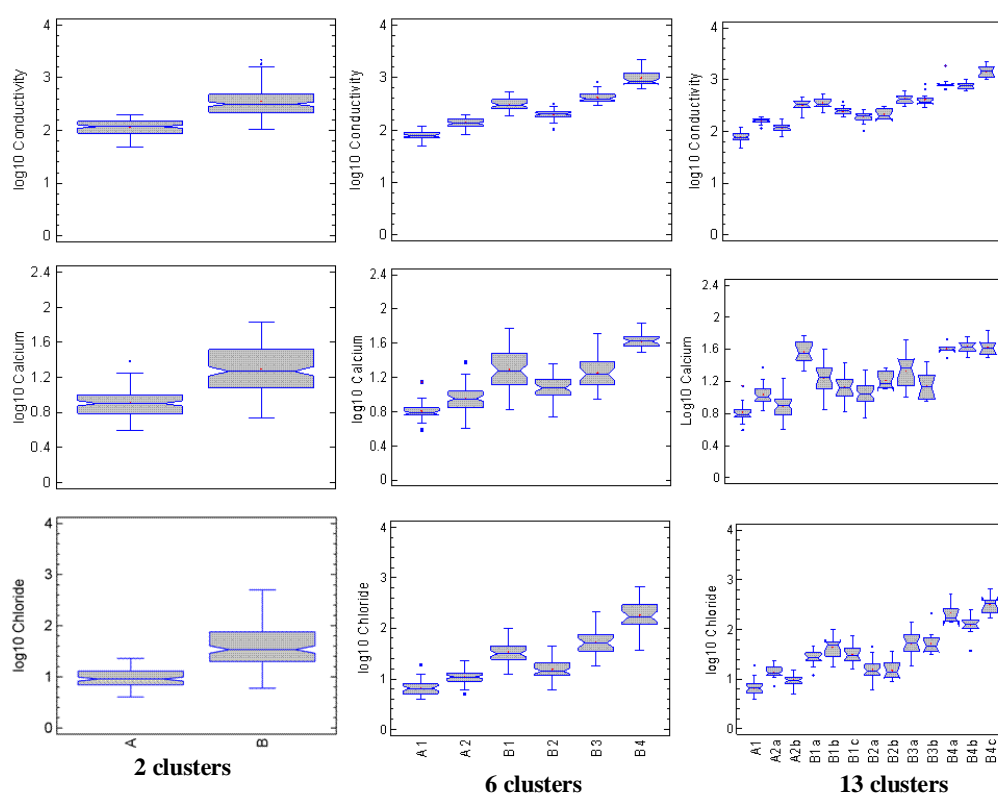 log10 Conductivity
4
3
2
1
0
log10 Conductivity
4
3
2
1
0
log10 Conductivity
4
3
2
1
0
log10 Calcium
2.4
2
1.6
1.2
0.8
0.4
0
log10 Calcium
2.4
2
1.6
1.2
0.8
0.4
0
Log10 Calcium
2.4
2
1.6
1.2
0.8
0.4
0
log10 Chloride
4
3
2
1
0
A
B
2 clusters
log10 Chloride
4
3
2
1
0
A1
A2
B1
B2
B3
B4
6 clusters
log10 Chloride
4
3
2
1
0
A1
A2a
A2b
B1a
B1b
B1c
B2a
B2b
B3a
B3b
B4a
B4b
B4c
13 clusters